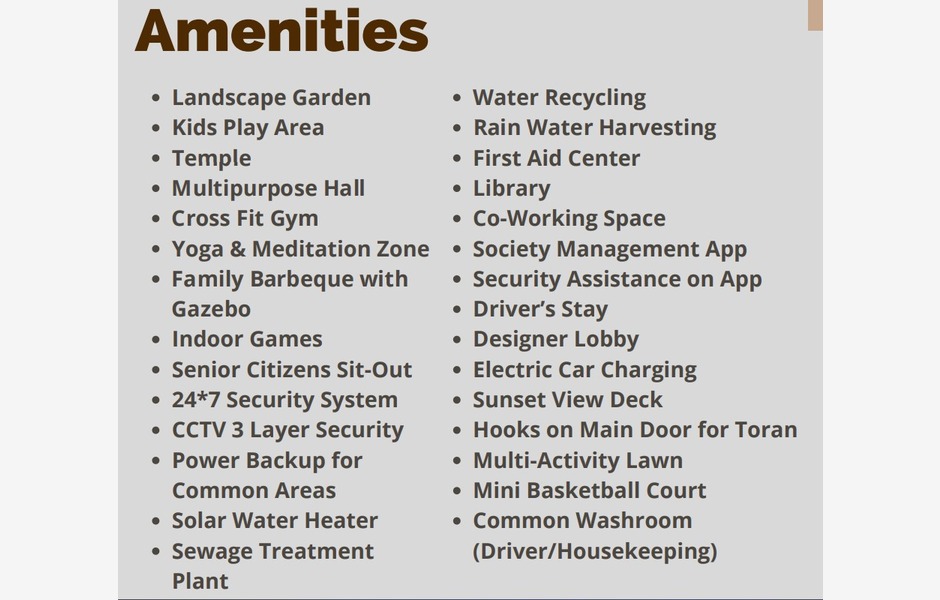 Amenities
• Landscape Garden
• Kids Play Area
• Temple
• Multipurpose Hall
• Cross Fit Gym
• Yoga & Meditation Zone
• Family Barbeque with
Gazebo
• Indoor Games
• Senior Citizens Sit-Out
• 24*7 Security System
• CCTV 3 Layer Security
• Power Backup for
Common Areas
• Solar Water Heater
• Sewage Treatment
Plant
• Water Recycling
• Rain Water Harvesting
• First Aid Center
• Library
• Co-Working Space
• Society Management App
• Security Assistance on App
• Driver’s Stay
• Designer Lobby
• Electric Car Charging
• Sunset View Deck
• Hooks on Main Door for Toran
• Multi-Activity Lawn
• Mini Basketball Court
• Common Washroom
(Driver/Housekeeping)